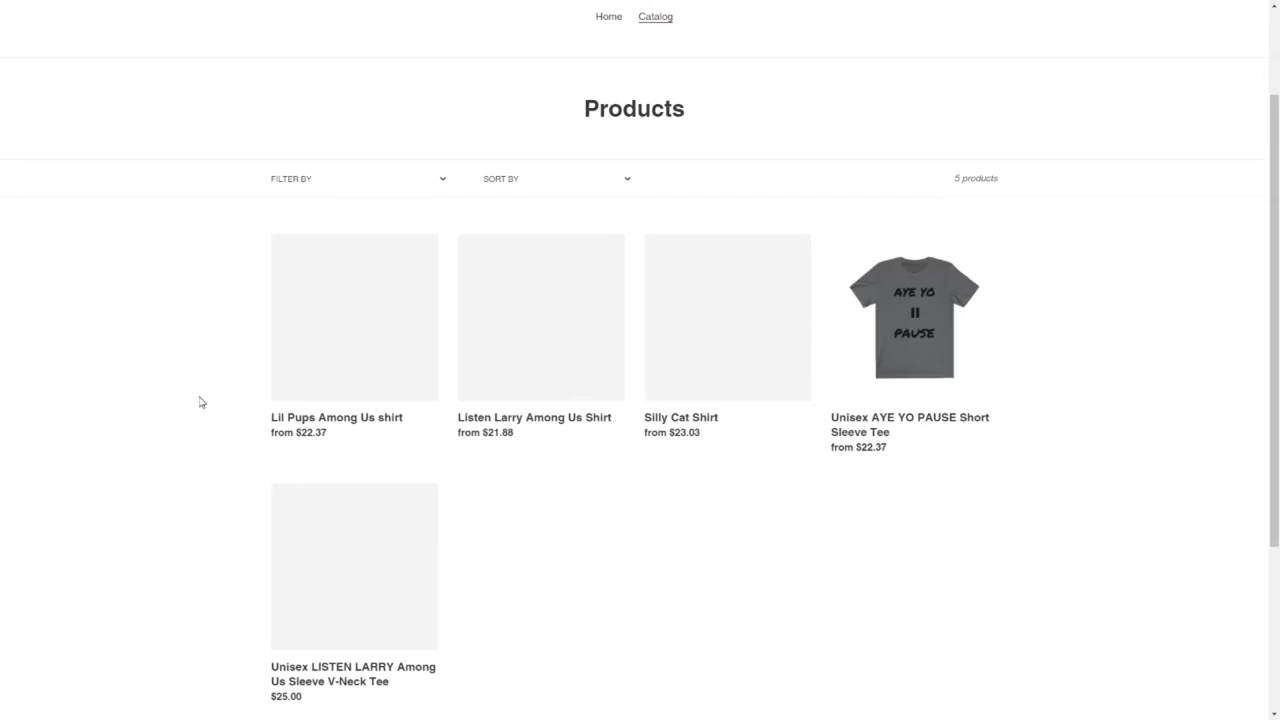 Home Catalog
Products
FILTER BY SORT BY 5 products
AYE YO
PAUSE
Lil Pups Among Us shirt
from $22.37
Listen Larry Among Us Shirt
from $21.88
Silly Cat Shirt
from $23.03
Unisex AYE YO PAUSE Short
Sleeve Tee
from $22.37
Unisex LISTEN LARRY Among
Us Sleeve V-Neck Tee
$25.00